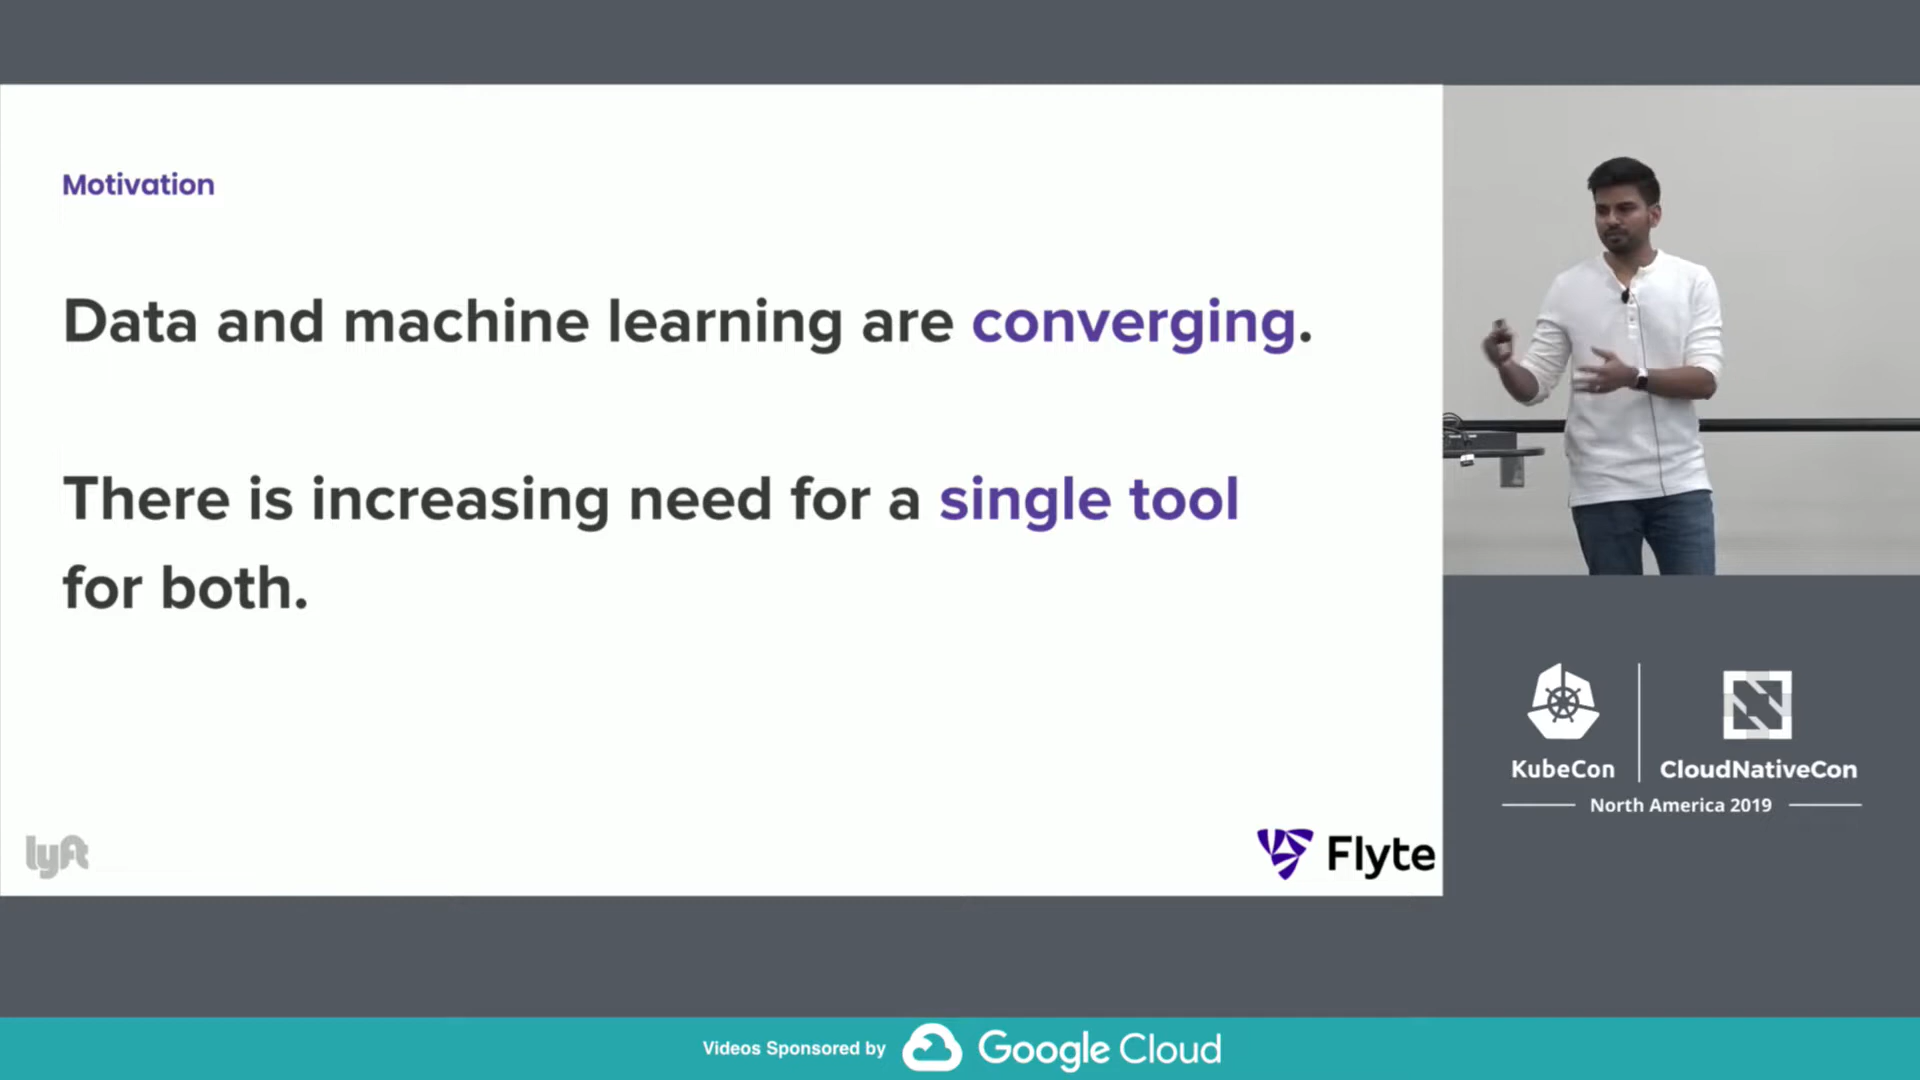 Motivation
Data and machine learning are converging.
There is increasing need for a single tool
for both.
lyft
Flyte
KubeCon
CloudNativeCon
North America 2019
Videos Sponsored by
Google Cloud